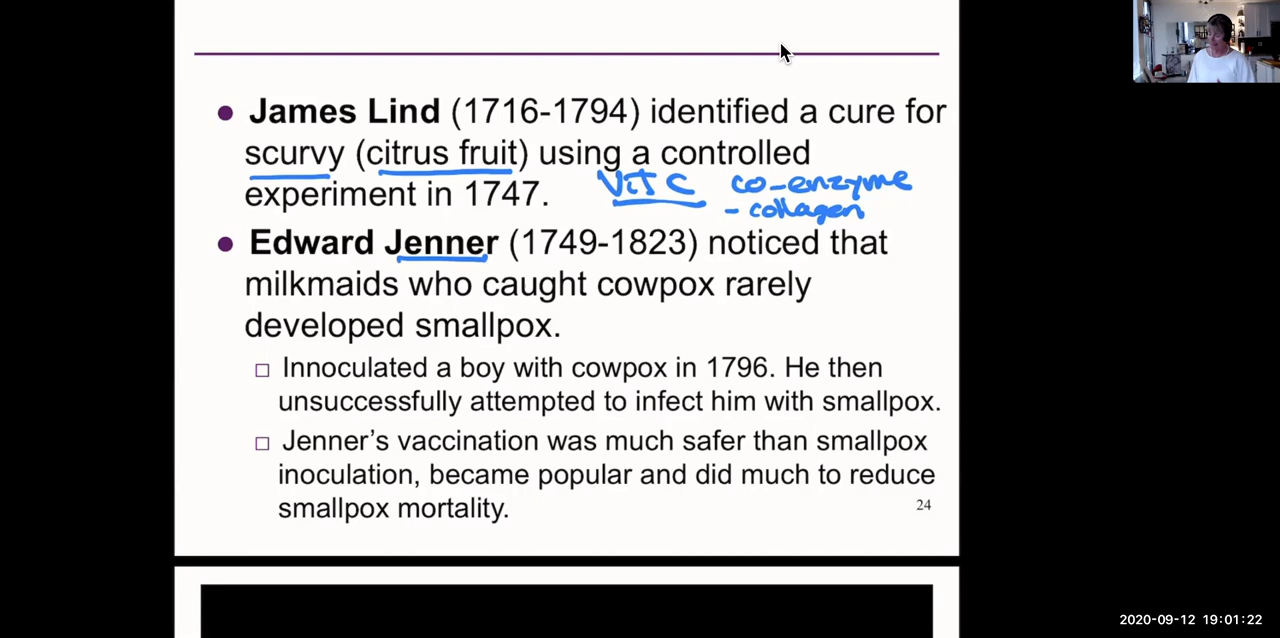 ● James Lind (1716-1794) identified a cure for
scurvy (citrus fruit) using a controlled
experiment in 1747.
Vit C co-enzyme
- collagen
● Edward Jenner (1749-1823) noticed that
milkmaids who caught cowpox rarely
developed smallpox.
□ Innoculated a boy with cowpox in 1796. He then
unsuccessfully attempted to infect him with smallpox.
□ Jenner’s vaccination was much safer than smallpox
inoculation, became popular and did much to reduce
smallpox mortality.
24
2020-09-12 19:01:22